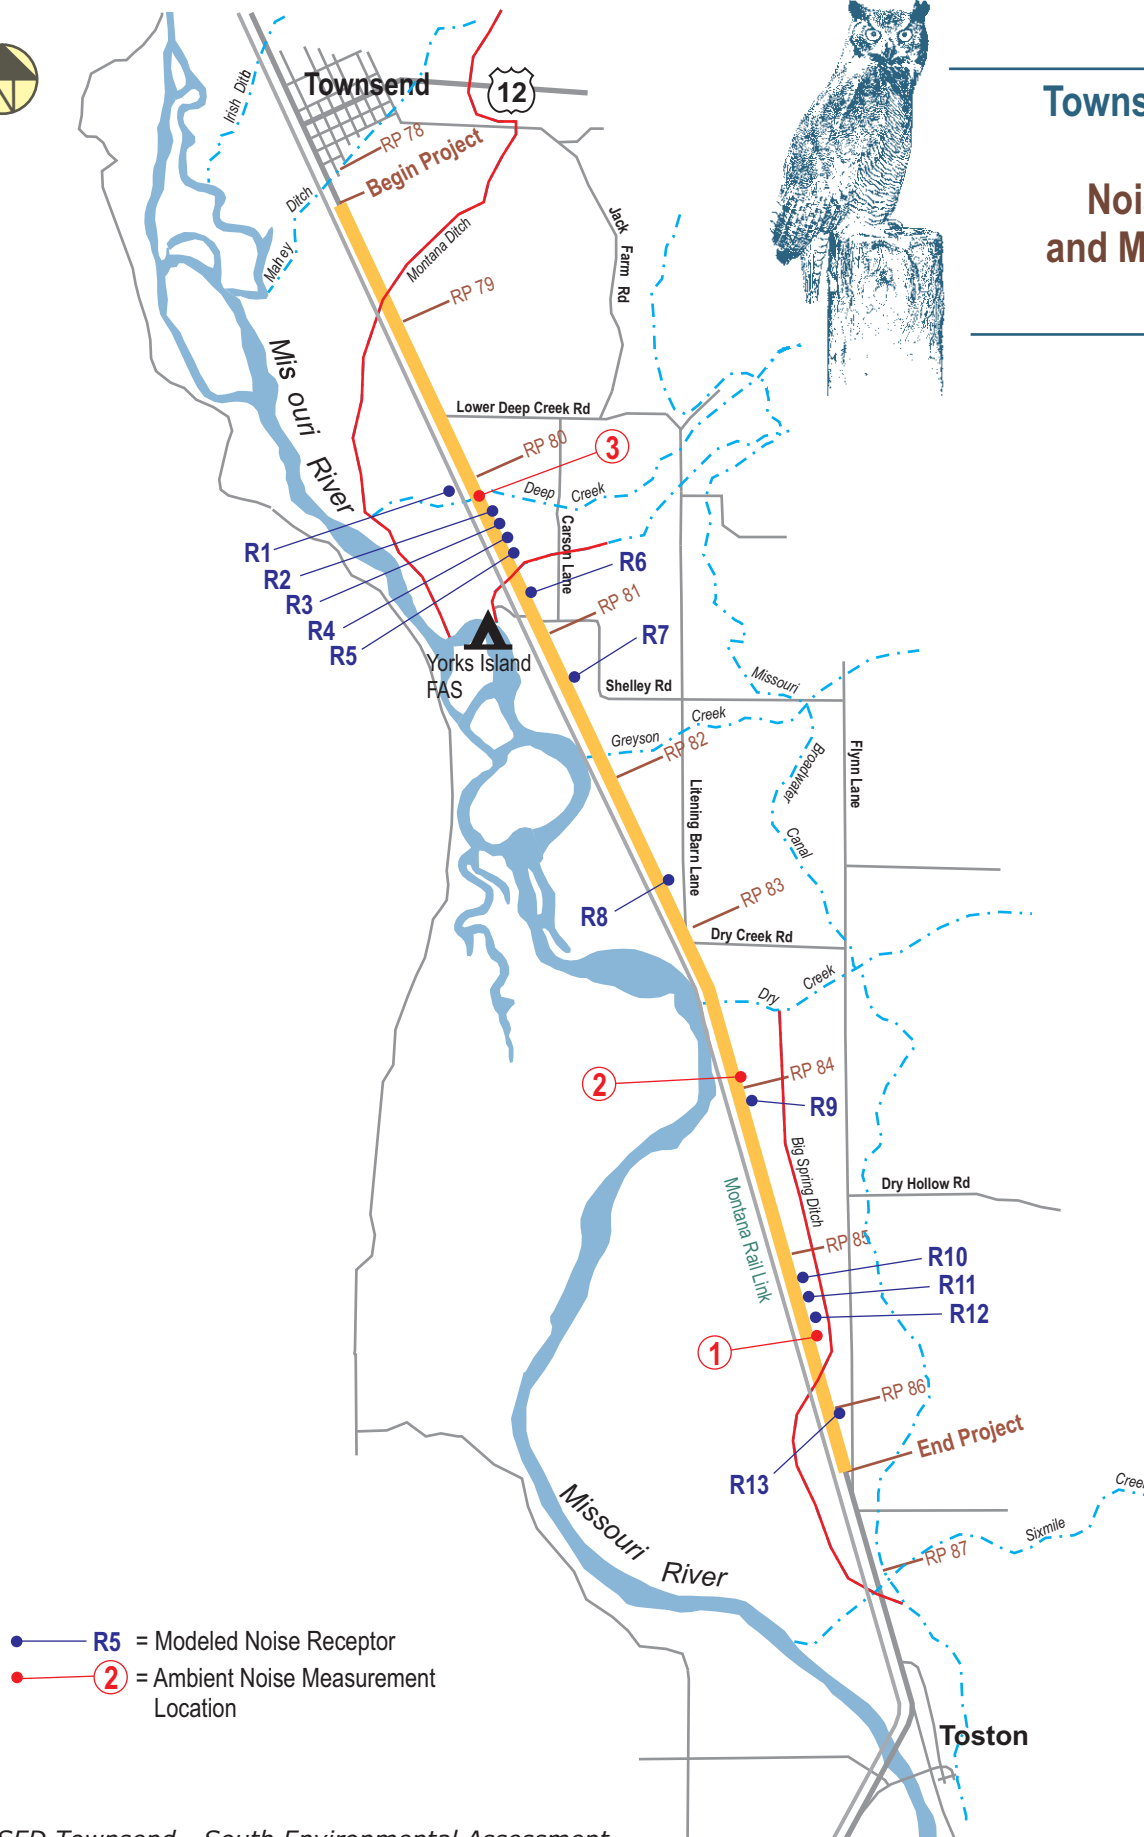 Townsend
12
Towns
Noi
and M
Irish Ditb
RP 78
Begin Project
Mahey Ditch
Montana Ditch
Jack Farm Rd
RP 79
Mis ouri River
Lower Deep Creek Rd
RP 80
3
Deep Creek
Carson Lane
R1
R2
R3
R4
R5
R6
RP 81
R7
Yorks Island
FAS
Shelley Rd
Missouri
Broadwater
Canal
Greyson Creek
RP 82
Flynn Lane
Litening Barn Lane
R8
RP 83
Dry Creek Rd
Dry Creek
2
RP 84
R9
Big Spring Ditch
Montana Rail Link
Dry Hollow Rd
RP 85
R10
R11
R12
1
RP 86
End Project
R13
Missouri River
Sixmile
Cree
RP 87
R5 = Modeled Noise Receptor
2 = Ambient Noise Measurement
Location
Toston
Townsend - South Environmental Assessment